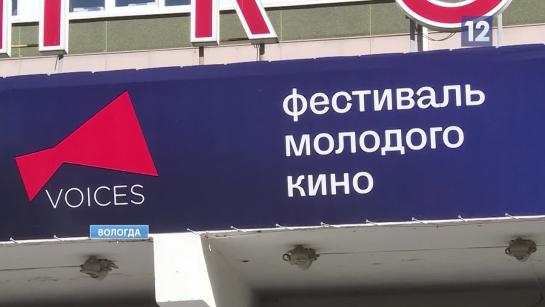 12
фестиваль
молодого
кино
VOICES
ВОЛОГДА